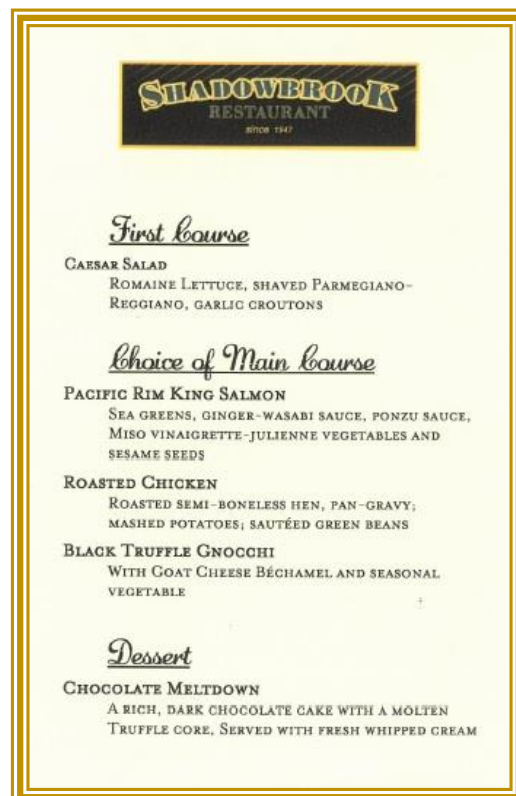 SHADOWBROOK
RESTAURANT
SINCE 1947
First Course
CAESAR SALAD
ROMAINE LETTUCE, SHAVED PARMEGIANO-
REGGIANO, GARLIC CROUTONS
Choice of Main Course
PACIFIC RIM KING SALMON
SEA GREENS, GINGER-WASABI SAUCE, PONZU SAUCE,
MISO VINAIGRETTE-JULIENNE VEGETABLES AND
SESAME SEEDS
ROASTED CHICKEN
ROASTED SEMI-BONELESS HEN, PAN-GRAVY;
MASHED POTATOES; SAUTÉED GREEN BEANS
BLACK TRUFFLE GNOCCHI
WITH GOAT CHEESE BÉCHAMEL AND SEASONAL
VEGETABLE
Dessert
CHOCOLATE MELTDOWN
A RICH, DARK CHOCOLATE CAKE WITH A MOLTEN
TRUFFLE CORE, SERVED WITH FRESH WHIPPED CREAM